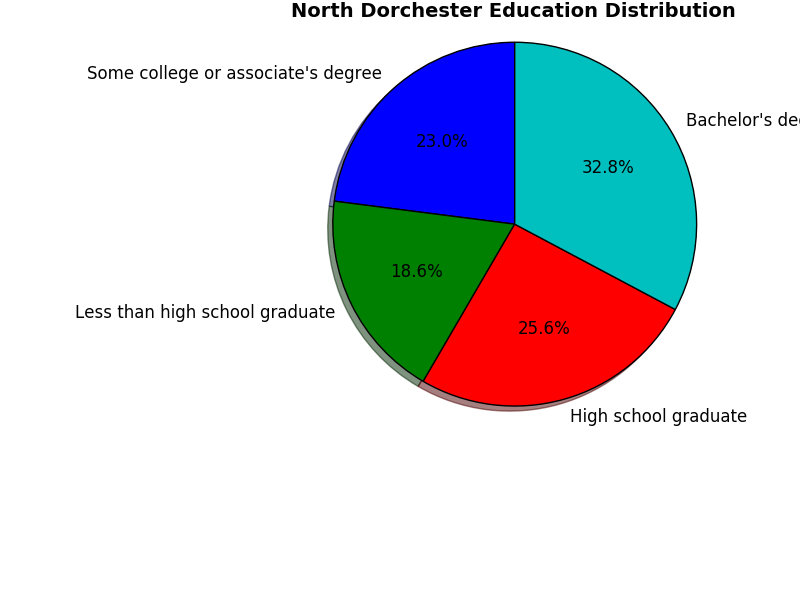 North Dorchester Education Distribution
Some college or associate's degree
Bachelor's
23.0%
32.8%
18.6%
Less than high school graduate
25.6%
High school graduate